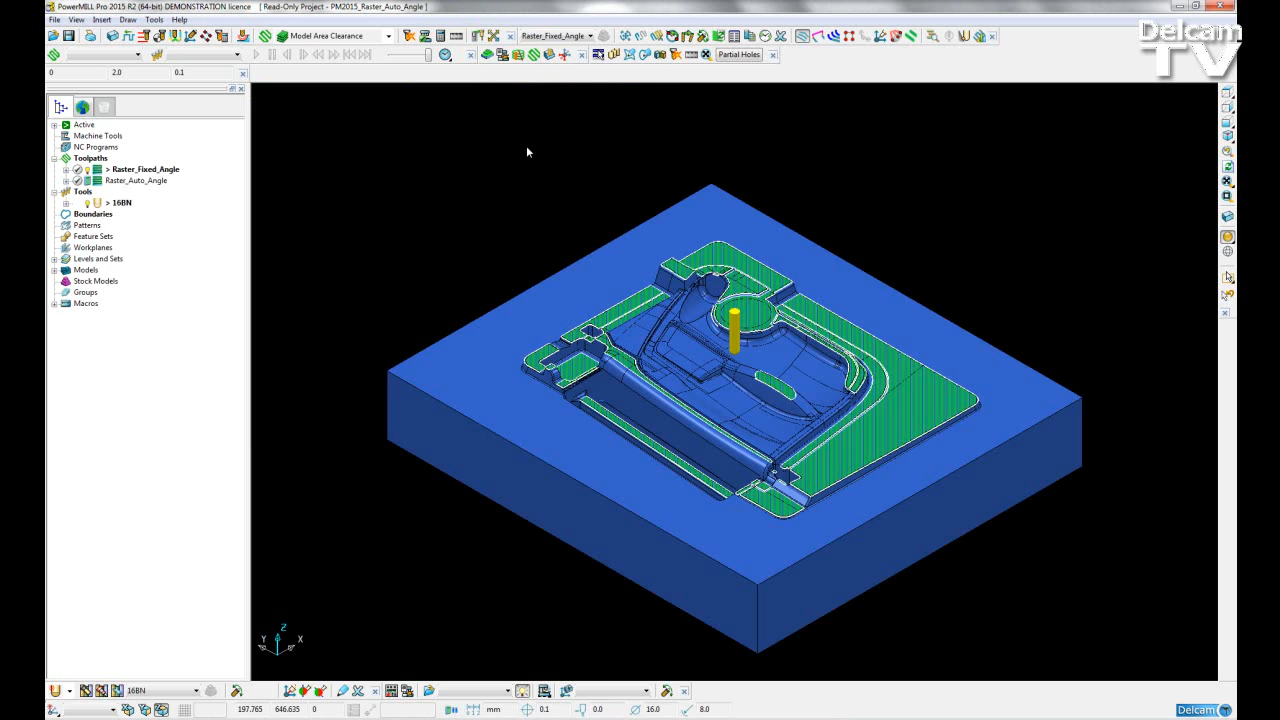 PowerMILL Pro 2015 R2 (64-bit) DEMONSTRATION licence [ Read-Only Project - PM2015_Raster_Auto_Angle ]
File View Insert Draw Tools Help
Delcam
TV
Model Area Clearance
Raster_Fixed_Angle
Partial Holes
0 2.0 0.1
Active
Machine Tools
NC Programs
Toolpaths
> Raster_Fixed_Angle
Raster_Auto_Angle
Tools
> 16BN
Boundaries
Patterns
Feature Sets
Workplanes
Levels and Sets
Models
Stock Models
Groups
Macros
Z
Y X
16BN
197.765 646.635 0 mm 0.1 0.0 16.0 8.0
Delcam